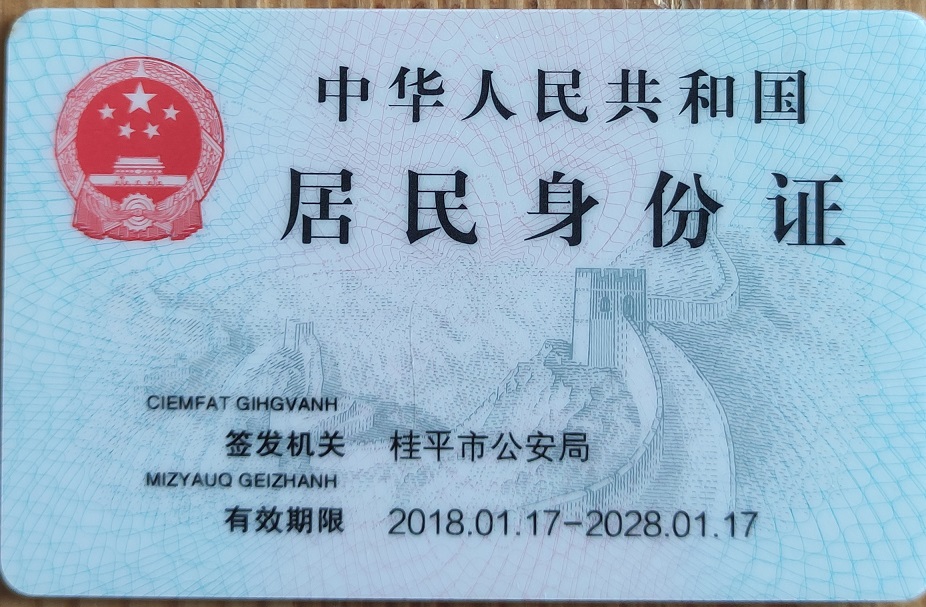 中华人民共和国
居民身份证
CIEMFAT GIHGVANH
签发机关 桂平市公安局
MIZYAUQ GEIZHANH
有效期限 2018.01.17-2028.01.17